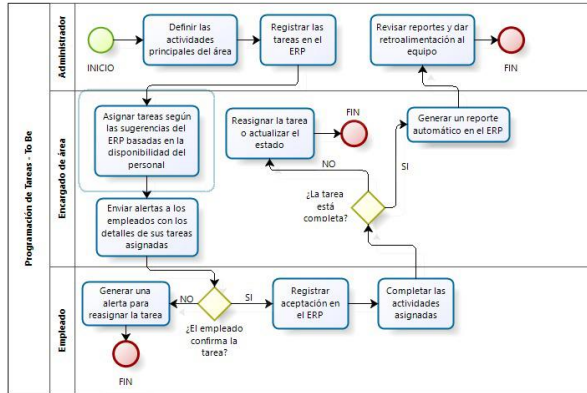 Programación de Tareas - To Be
Administrador
INICIO
Definir las
actividades
principales del área
Registrar las
tareas en el
ERP
Revisar reportes y dar
retroalimentación al
equipo
FIN
Encargado de área
Asignar tareas según
las sugerencias del
ERP basadas en la
disponibilidad del
personal
Enviar alertas a los
empleados con los
detalles de sus tareas
asignadas
Reasignar la tarea
o actualizar el
estado
FIN
NO
¿La tarea
está
completa?
SI
Generar un reporte
automático en el ERP
Empleado
Generar una
alerta para
reasignar la tarea
FIN
NO
¿El empleado
confirma la
tarea?
SI
Registrar
aceptación en
el ERP
Completar las
actividades
asignadas